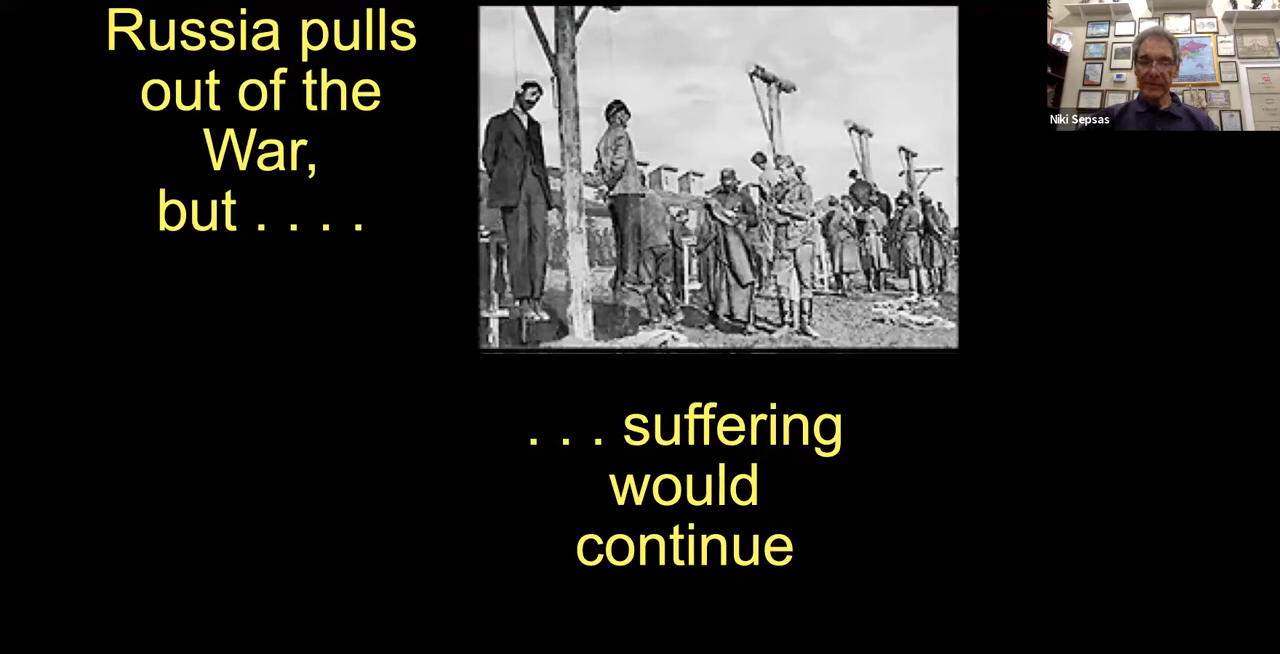 Russia pulls
out of the
War,
but . . . .
Niki Sepsas
. . . suffering
would
continue